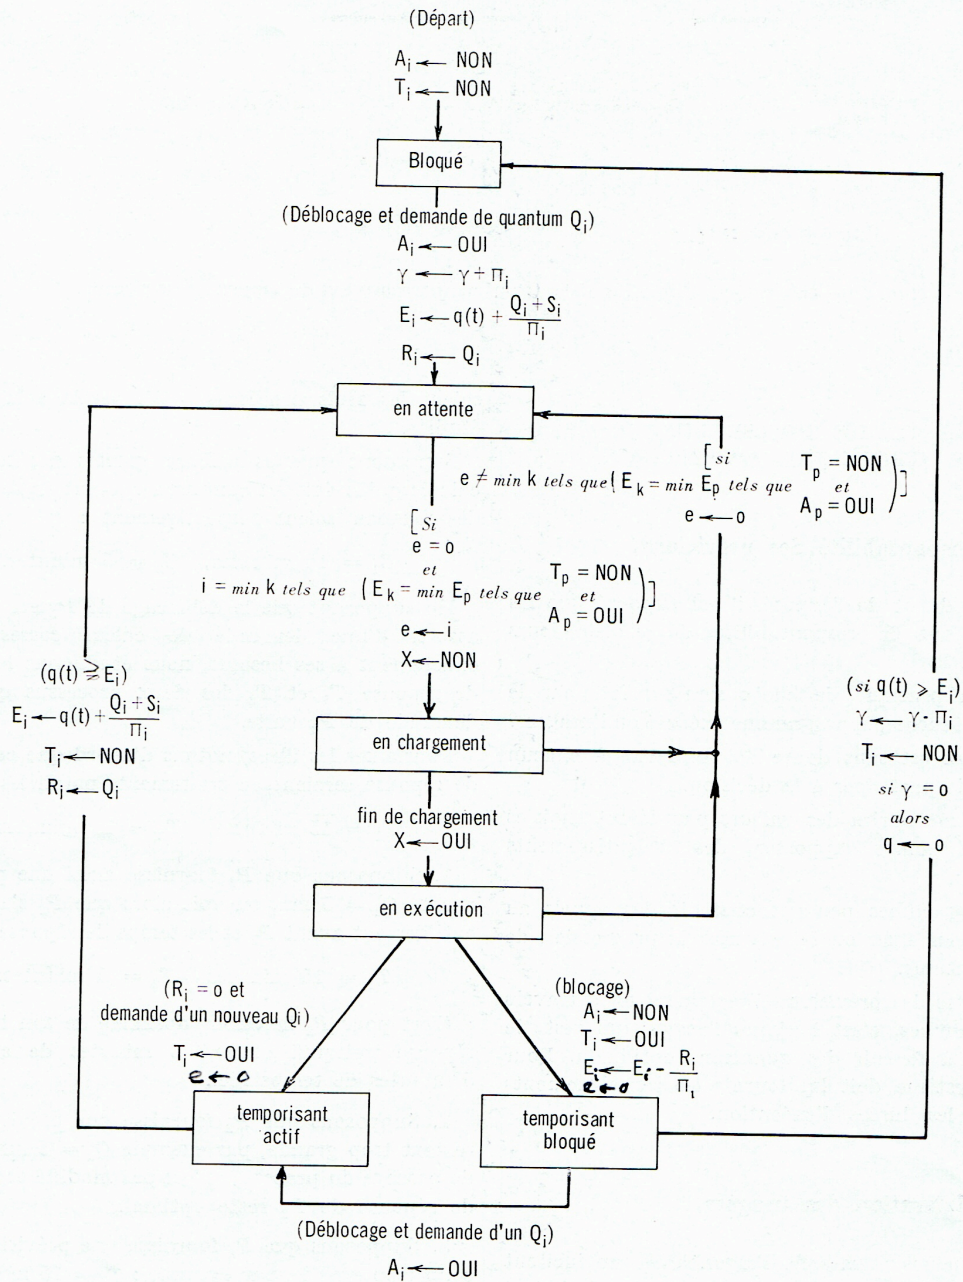 (Départ)
Ai ← NON
Ti ← NON
Bloqué
(Déblocage et demande de quantum Qi)
Ai ← OUI
γ ← γ + Πi
Ei ← q(t) + (Qi + Si) / Πi
Ri ← Qi
en attente
[si
e ≠ min k tels que (Ek = min Ep tels que Tp = NON et Ap = OUI)]
e ← o
[Si
e = o
et
i = min k tels que (Ek = min Ep tels que Tp = NON et Ap = OUI)]
e ← i
X ← NON
en chargement
fin de chargement
X ← OUI
en exécution
(q(t) ⩾ Ei)
Ei ← q(t) + (Qi + Si) / Πi
Ti ← NON
Ri ← Qi
(si q(t) ⩾ Ei)
γ ← γ - Πi
Ti ← NON
si γ = o
alors
q ← o
(Ri = o et
demande d'un nouveau Qi)
Ti ← OUI
e ← o
(blocage)
Ai ← NON
Ti ← OUI
Ei ← Ei - Ri / Πi
e ← o
temporisant
actif
temporisant
bloqué
(Déblocage et demande d'un Qi)
Ai ← OUI